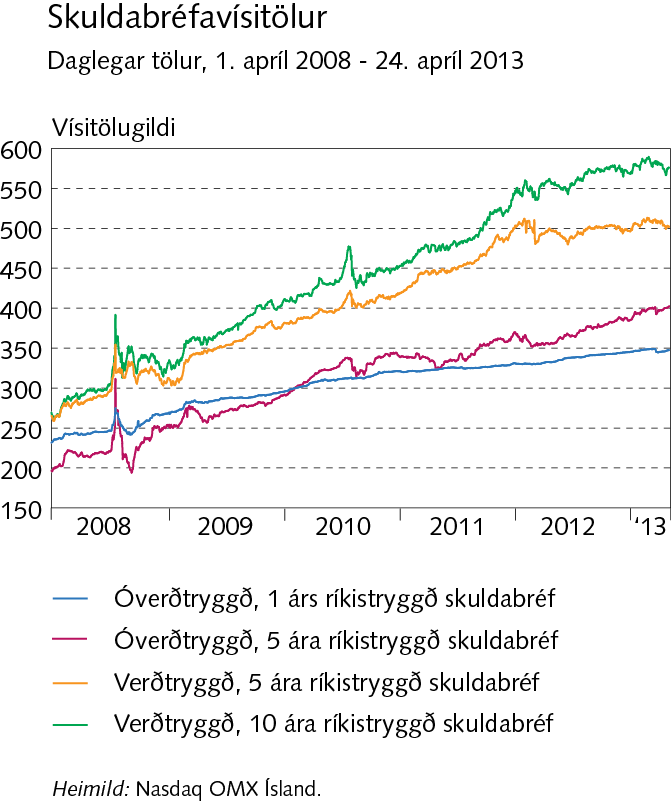 Skuldabréfavísitölur
Daglegar tölur, 1. apríl 2008 - 24. apríl 2013
Vísitölugildi
600
550
500
450
400
350
300
250
200
150
2008 2009 2010 2011 2012 '13
Óverðtryggð, 1 árs ríkistryggð skuldabréf
Óverðtryggð, 5 ára ríkistryggð skuldabréf
Verðtryggð, 5 ára ríkistryggð skuldabréf
Verðtryggð, 10 ára ríkistryggð skuldabréf
Heimild: Nasdaq OMX Ísland.